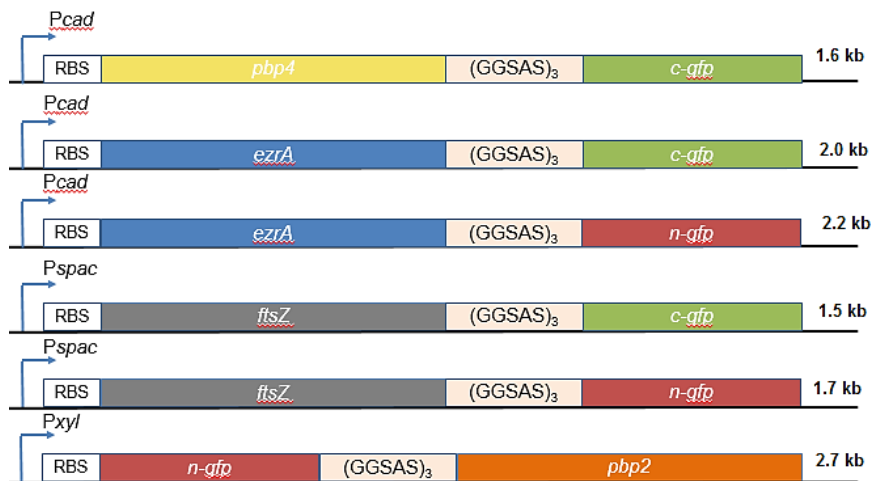 Pcad
RBS pbp4 (GGSAS)₃ c-gfp 1.6 kb
Pcad
RBS ezrA (GGSAS)₃ c-gfp 2.0 kb
Pcad
RBS ezrA (GGSAS)₃ n-gfp 2.2 kb
Pspac
RBS ftsZ (GGSAS)₃ c-gfp 1.5 kb
Pspac
RBS ftsZ (GGSAS)₃ n-gfp 1.7 kb
Pxyl
RBS n-gfp (GGSAS)₃ pbp2 2.7 kb